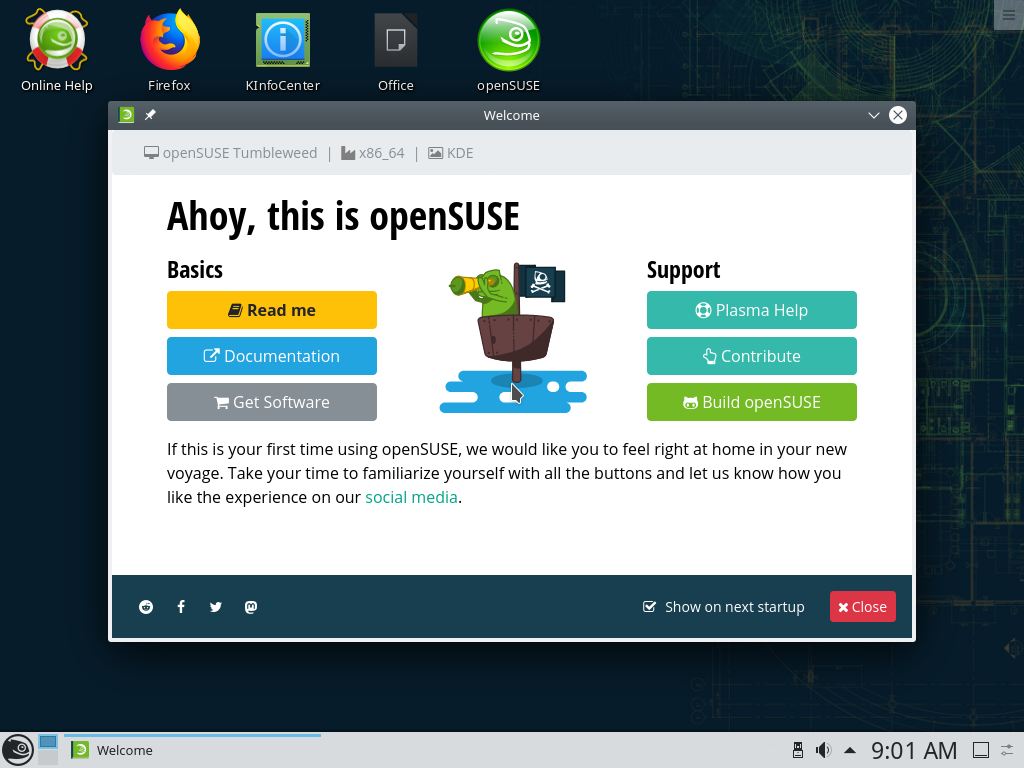 Online Help
Firefox
KInfoCenter
Office
openSUSE
Welcome
openSUSE Tumbleweed | x86_64 | KDE
Ahoy, this is openSUSE
Basics
Read me
Documentation
Get Software
Support
Plasma Help
Contribute
Build openSUSE
If this is your first time using openSUSE, we would like you to feel right at home in your new
voyage. Take your time to familiarize yourself with all the buttons and let us know how you
like the experience on our social media.
Show on next startup
Close
Welcome
9:01 AM